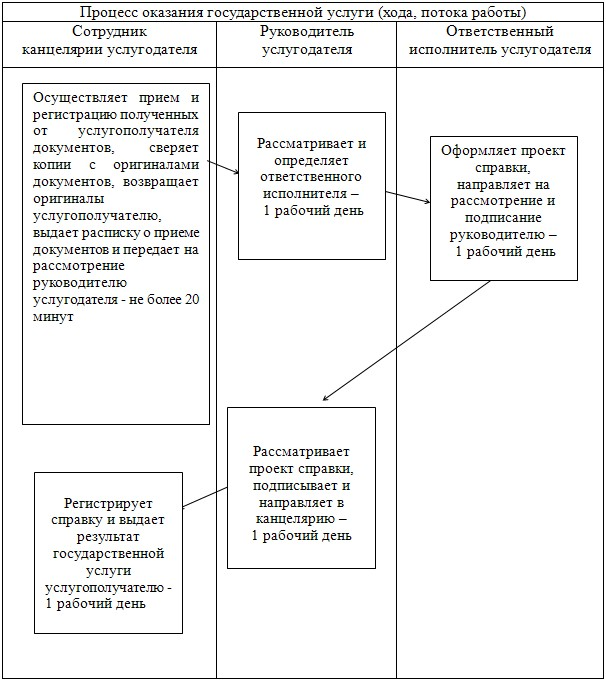 Процесс оказания государственной услуги (хода, потока работы)
Сотрудник
канцелярии услугодателя
Руководитель
услугодателя
Ответственный
исполнитель услугодателя
Осуществляет прием и
регистрацию полученных
от услугополучателя
документов, сверяет
копии с оригиналами
документов, возвращает
оригиналы
услугополучателю,
выдает расписку о приеме
документов и передает на
рассмотрение
руководителю
услугодателя - не более 20
минут
Рассматривает и
определяет
ответственного
исполнителя –
1 рабочий день
Оформляет проект
справки,
направляет на
рассмотрение и
подписание
руководителю –
1 рабочий день
Рассматривает
проект справки,
подписывает и
направляет в
канцелярию –
1 рабочий день
Регистрирует
справку и выдает
результат
государственной
услуги
услугополучателю -
1 рабочий день